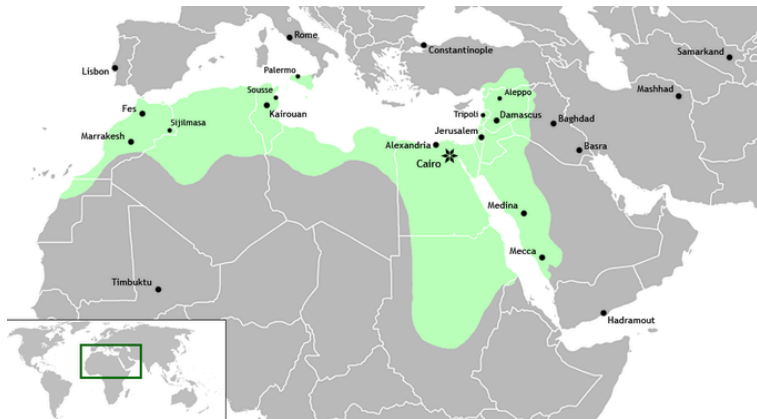 Rome
Constantinople
Samarkand
Lisbon
Palermo
Mashhad
Sousse
Aleppo
Fes
Kairouan
Tripoli
Damascus
Baghdad
Sijilmasa
Jerusalem
Marrakesh
Alexandria
Basra
Cairo
Medina
Mecca
Timbuktu
Hadramout